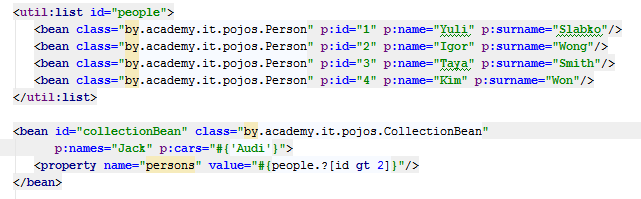 <util:list id="people">
<bean class="by.academy.it.pojos.Person" p:id="1" p:name="Yuli" p:surname="Slabko"/>
<bean class="by.academy.it.pojos.Person" p:id="2" p:name="Igor" p:surname="Wong"/>
<bean class="by.academy.it.pojos.Person" p:id="3" p:name="Taya" p:surname="Smith"/>
<bean class="by.academy.it.pojos.Person" p:id="4" p:name="Kim" p:surname="Won"/>
</util:list>
<bean id="collectionBean" class="by.academy.it.pojos.CollectionBean"
p:names="Jack" p:cars="#{'Audi'}">
<property name="persons" value="#{people.?[id gt 2]}"/>
</bean>